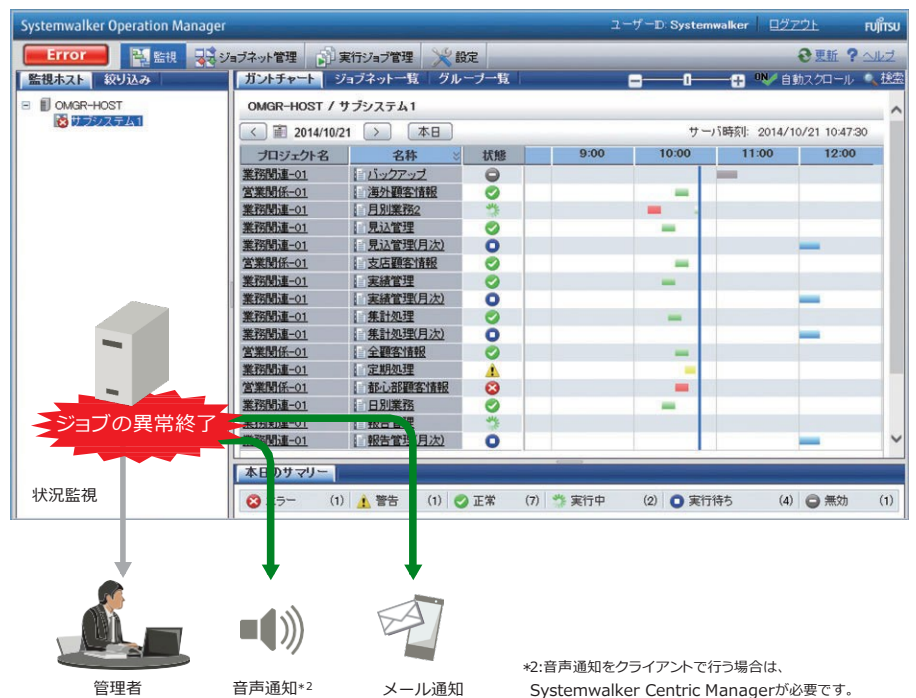 Systemwalker Operation Manager
ユーザーID: Systemwalker ログアウト FUJITSU
Error 監視 ジョブネット管理 実行ジョブ管理 設定 更新 ? ヘルプ
監視ホスト 絞り込み
ガントチャート ジョブネット一覧 グループ一覧 ON 自動スクロール 検索
OMGR-HOST
サブシステム1
OMGR-HOST / サブシステム1
< 2014/10/21 > 本日 サーバ時刻: 2014/10/21 10:47:30
プロジェクト名 名称 状態 9:00 10:00 11:00 12:00
業務関連-01 バックアップ
営業関係-01 海外顧客情報
業務関連-01 月別業務2
業務関連-01 見込管理
業務関連-01 見込管理(月次)
営業関係-01 支店顧客情報
業務関連-01 実績管理
業務関連-01 実績管理(月次)
業務関連-01 集計処理
業務関連-01 集計処理(月次)
営業関係-01 全顧客情報
業務関連-01 定期処理
営業関係-01 都心部顧客情報
業務関連-01 日別業務
業務関連-01 報告管理
業務関連-01 報告管理(月次)
ジョブの異常終了
状況監視
本日のサマリー
エラー (1) 警告 (1) 正常 (7) 実行中 (2) 実行待ち (4) 無効 (1)
管理者
音声通知*2
メール通知
*2:音声通知をクライアントで行う場合は、
Systemwalker Centric Managerが必要です。